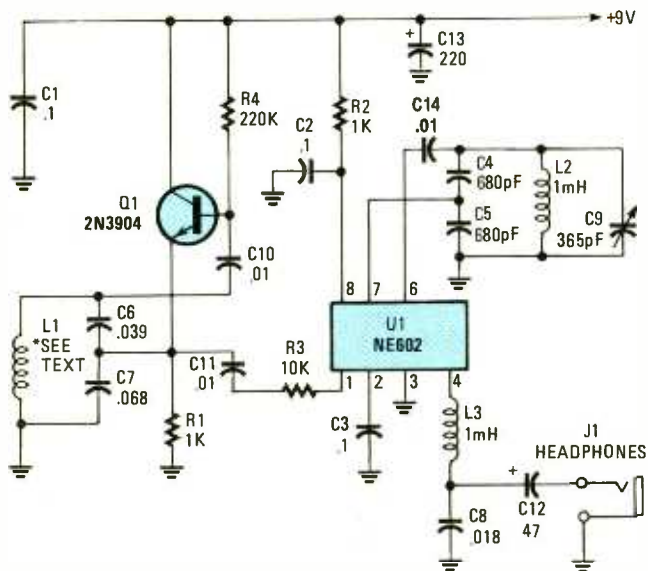 +9V
+
C13
220
C1
.1
R4
220K
R2
1K
C2
.1
C14
.01
C4
680pF
C5
680pF
L2
1mH
C9
365pF
Q1
2N3904
C10
.01
8
7
6
U1
NE602
1
2
3
4
L1
*SEE
TEXT
C6
.039
C7
.068
C11
.01
R3
10K
R1
1K
C3
.1
L3
1mH
J1
HEADPHONES
+
C12
47
C8
.018